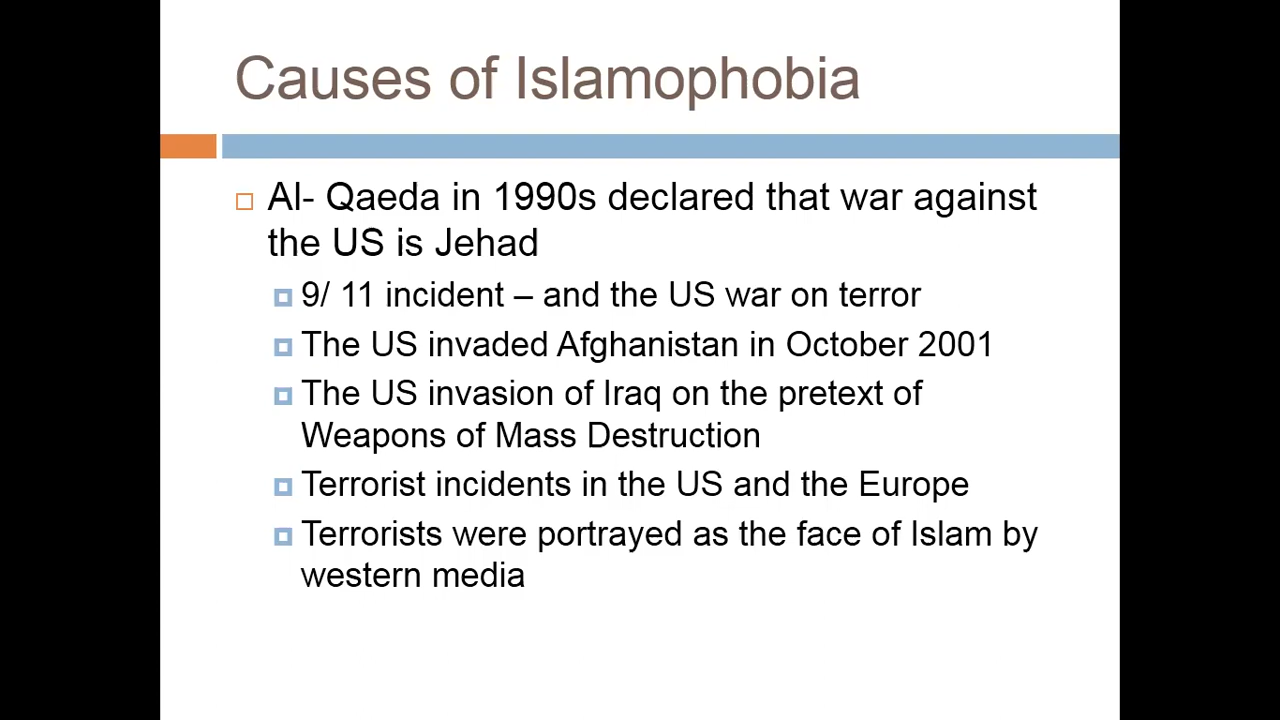 Causes of Islamophobia
Al- Qaeda in 1990s declared that war against
the US is Jehad
9/ 11 incident – and the US war on terror
The US invaded Afghanistan in October 2001
The US invasion of Iraq on the pretext of
Weapons of Mass Destruction
Terrorist incidents in the US and the Europe
Terrorists were portrayed as the face of Islam by
western media